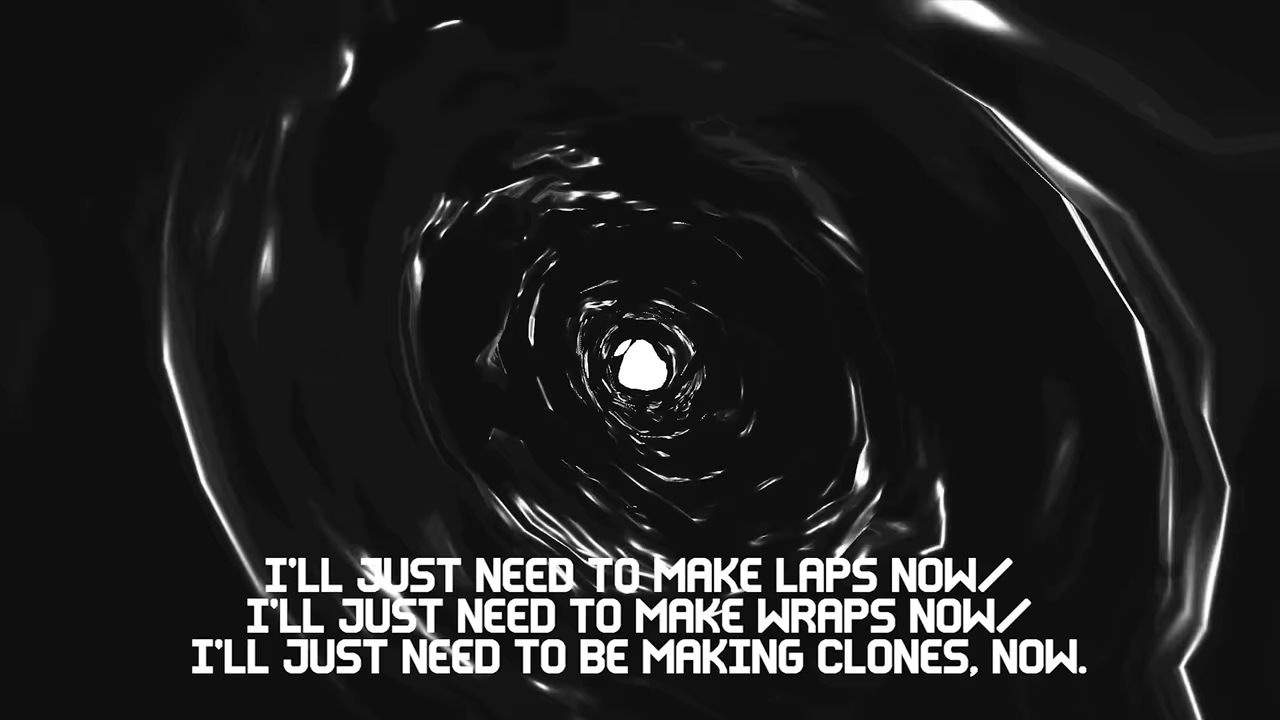 I'LL JUST NEED TO MAKE LAPS NOW/
I'LL JUST NEED TO MAKE WRAPS NOW/
I'LL JUST NEED TO BE MAKING CLONES, NOW.